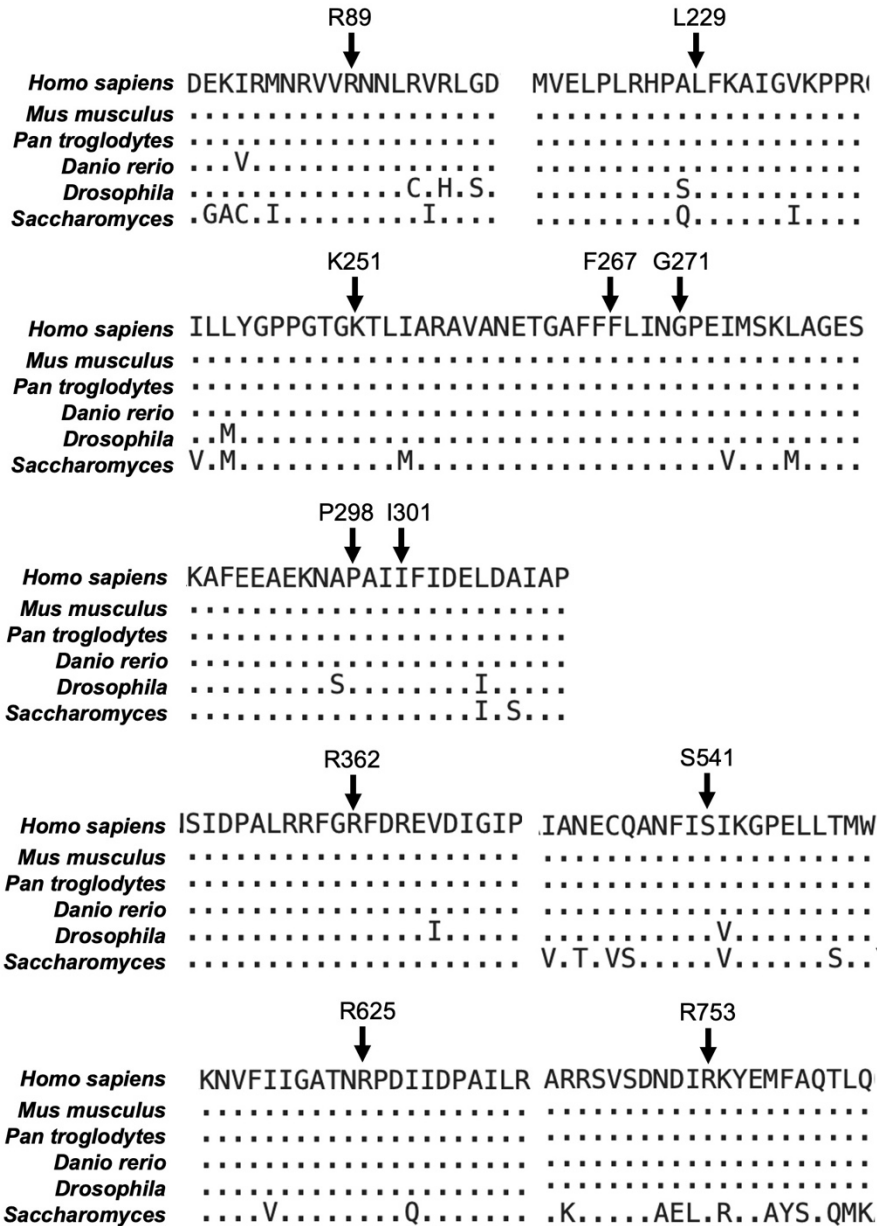 R89 L229
Homo sapiens DEKIRMNRVVRNNLRVRLGD MVELPLRHPALFKAIGVKPPR
Mus musculus .................... .....................
Pan troglodytes .................... .....................
Danio rerio ...V................ .....................
Drosophila ..............C.H.S. .........S...........
Saccharomyces .GAC.I.........I.... .........Q......I....
K251 F267 G271
Homo sapiens ILLYGPPGTGKTLIARAVANETGAFFFLINGPEIMSKLAGES
Mus musculus ..........................................
Pan troglodytes ..........................................
Danio rerio ..........................................
Drosophila ..M.......................................
Saccharomyces V.M..........M...................V...M....
P298 I301
Homo sapiens KAFEEAEKNAPAIIFIDELDAIAP
Mus musculus ........................
Pan troglodytes ........................
Danio rerio ........................
Drosophila .........S........I.....
Saccharomyces ..................I.S...
R362 S541
Homo sapiens SIDPALRRFGRFDREVDIGIP IANECQANFISIKGPELLTMW
Mus musculus ..................... .....................
Pan troglodytes ..................... .....................
Danio rerio ..................... .....................
Drosophila ...............I..... ...........V.........
Saccharomyces ..................... V.T.VS.....V......S..
R625 R753
Homo sapiens KNVFIIGATNRPDIIDPAILR ARRSVSDNDIRKYEMFAQTLQ
Mus musculus ..................... .....................
Pan troglodytes ..................... .....................
Danio rerio ..................... .....................
Drosophila ..................... .....................
Saccharomyces ....V........Q....... .K.....AEL.R..AYS.QMK